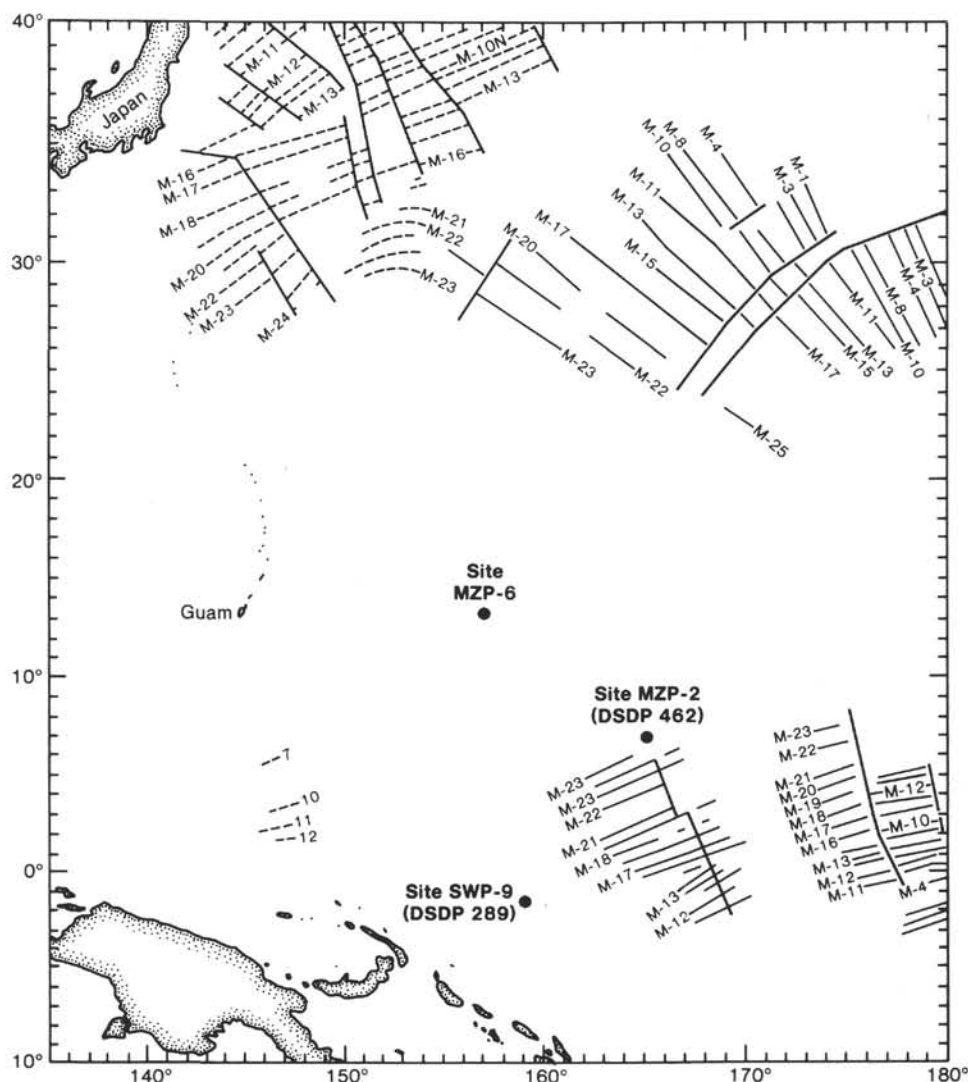 40°
30°
20°
10°
0°
10°
140°
150°
160°
170°
180°
Japan
M-11
M-12
M-13
M-10N
M-13
M-16
M-17
M-18
M-20
M-22
M-23
M-24
M-16
M-21
M-22
M-23
M-20
M-17
M-23
M-22
M-15
M-13
M-11
M-10
M-8
M-4
M-3
M-1
M-25
M-17
M-15
M-13
M-11
M-10
M-8
M-4
M-3
Guam
Site
MZP-6
Site MZP-2
(DSDP 462)
Site SWP-9
(DSDP 289)
7
10
11
12
M-23
M-23
M-22
M-21
M-18
M-17
M-13
M-12
M-23
M-22
M-21
M-20
M-19
M-18
M-17
M-16
M-13
M-12
M-11
M-12
M-10
M-4